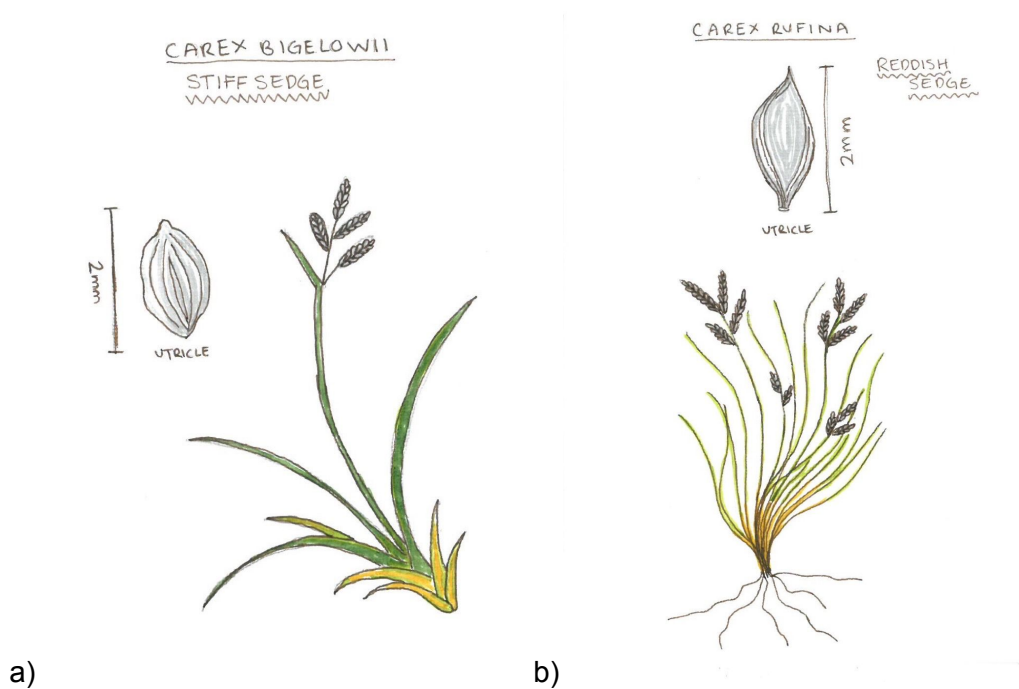 CAREX BIGELOWII
STIFF SEDGE
2mm
UTRICLE
a)
CAREX RUFINA
REDDISH
SEDGE
2mm
UTRICLE
b)